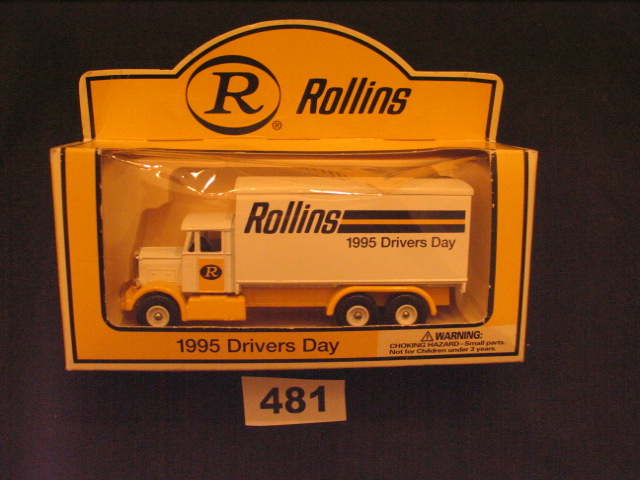 R ® Rollins
Rollins
1995 Drivers Day
R
1995 Drivers Day
⚠WARNING:
CHOKING HAZARD—Small parts.
Not for Children under 3 years.
481